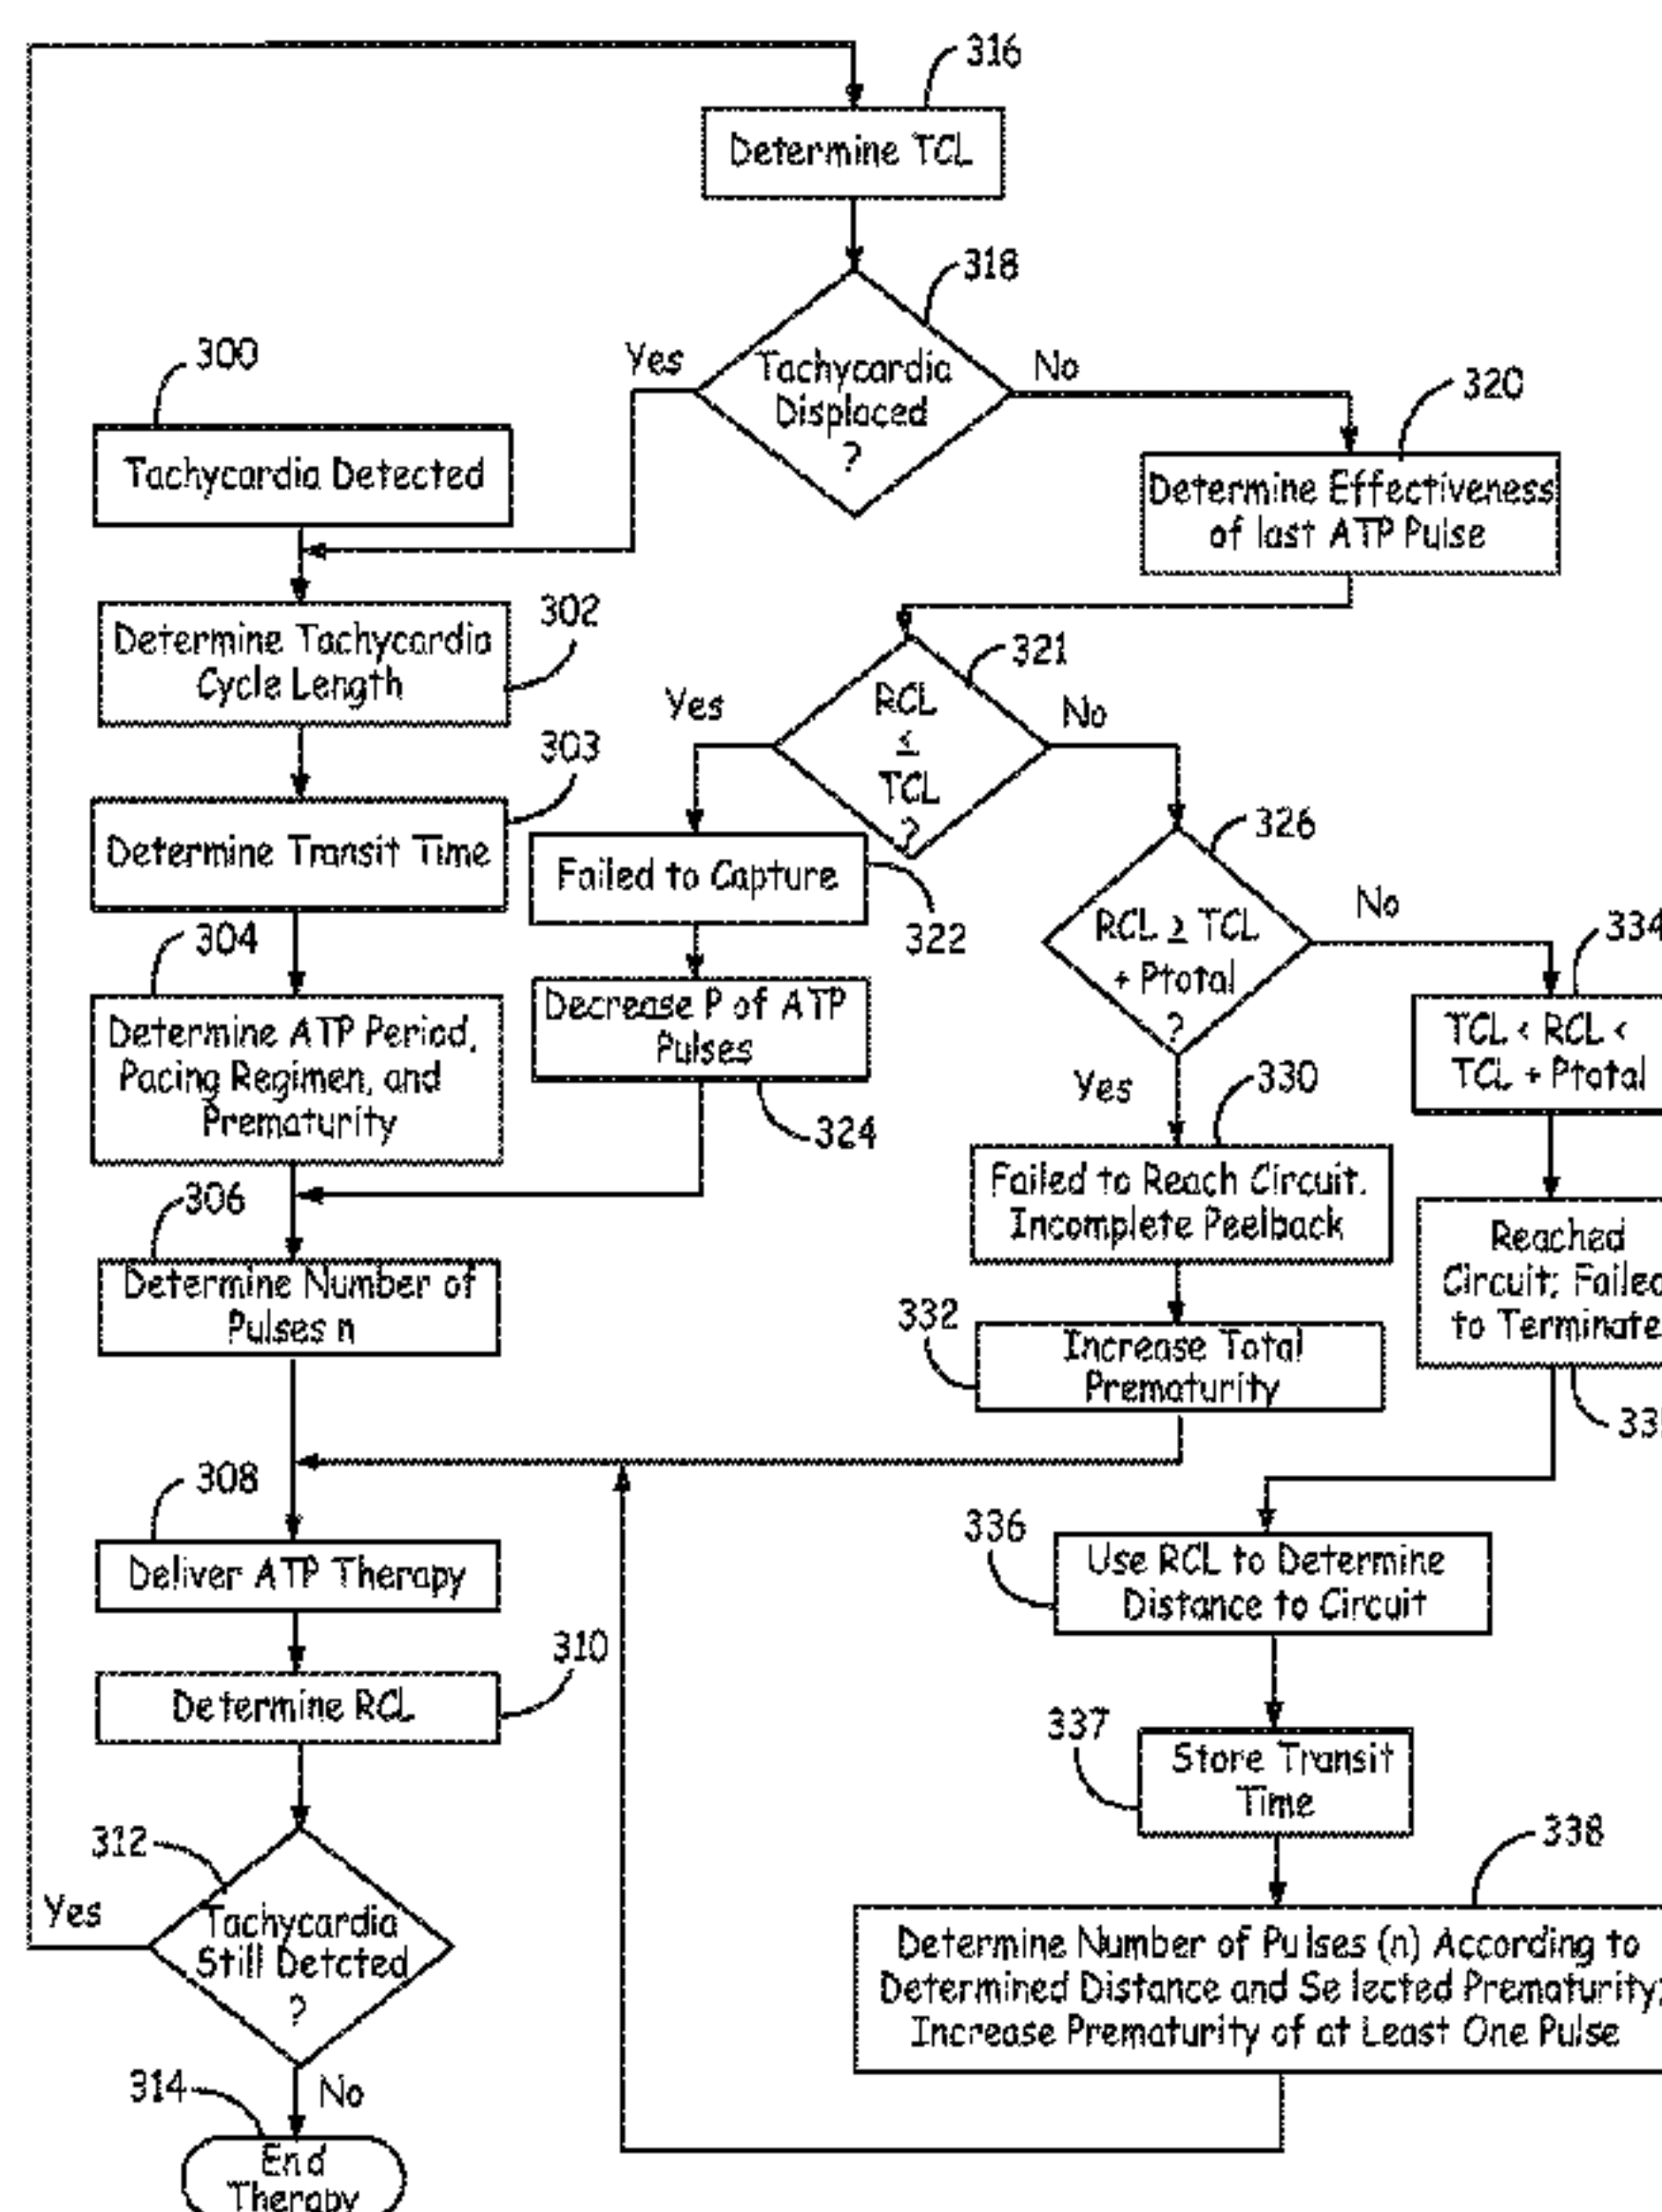 316
Determine TCL
318
Tachycardia
Displaced
?
Yes
No
300
Tachycardia Detected
320
Determine Effectiveness
of last ATP Pulse
302
Determine Tachycardia
Cycle Length
321
RCL
≤
TCL
?
Yes
No
303
Determine Transit Time
322
Failed to Capture
326
RCL ≥ TCL
+ Ptotal
?
No
Yes
334
TCL < RCL <
TCL + Ptotal
304
Determine ATP Period,
Pacing Regimen, and
Prematurity
Decrease P of ATP
Pulses
324
330
Failed to Reach Circuit.
Incomplete Peelback
Reached
Circuit; Failed
to Terminate
306
Determine Number of
Pulses n
332
Increase Total
Prematurity
308
Deliver ATP Therapy
336
Use RCL to Determine
Distance to Circuit
310
Determine RCL
337
Store Transit
Time
312
Tachycardia
Still Detcted
?
Yes
No
338
Determine Number of Pulses (n) According to
Determined Distance and Se lected Prematurity;
Increase Prematurity of at Least One Pulse
314
End
Therapy